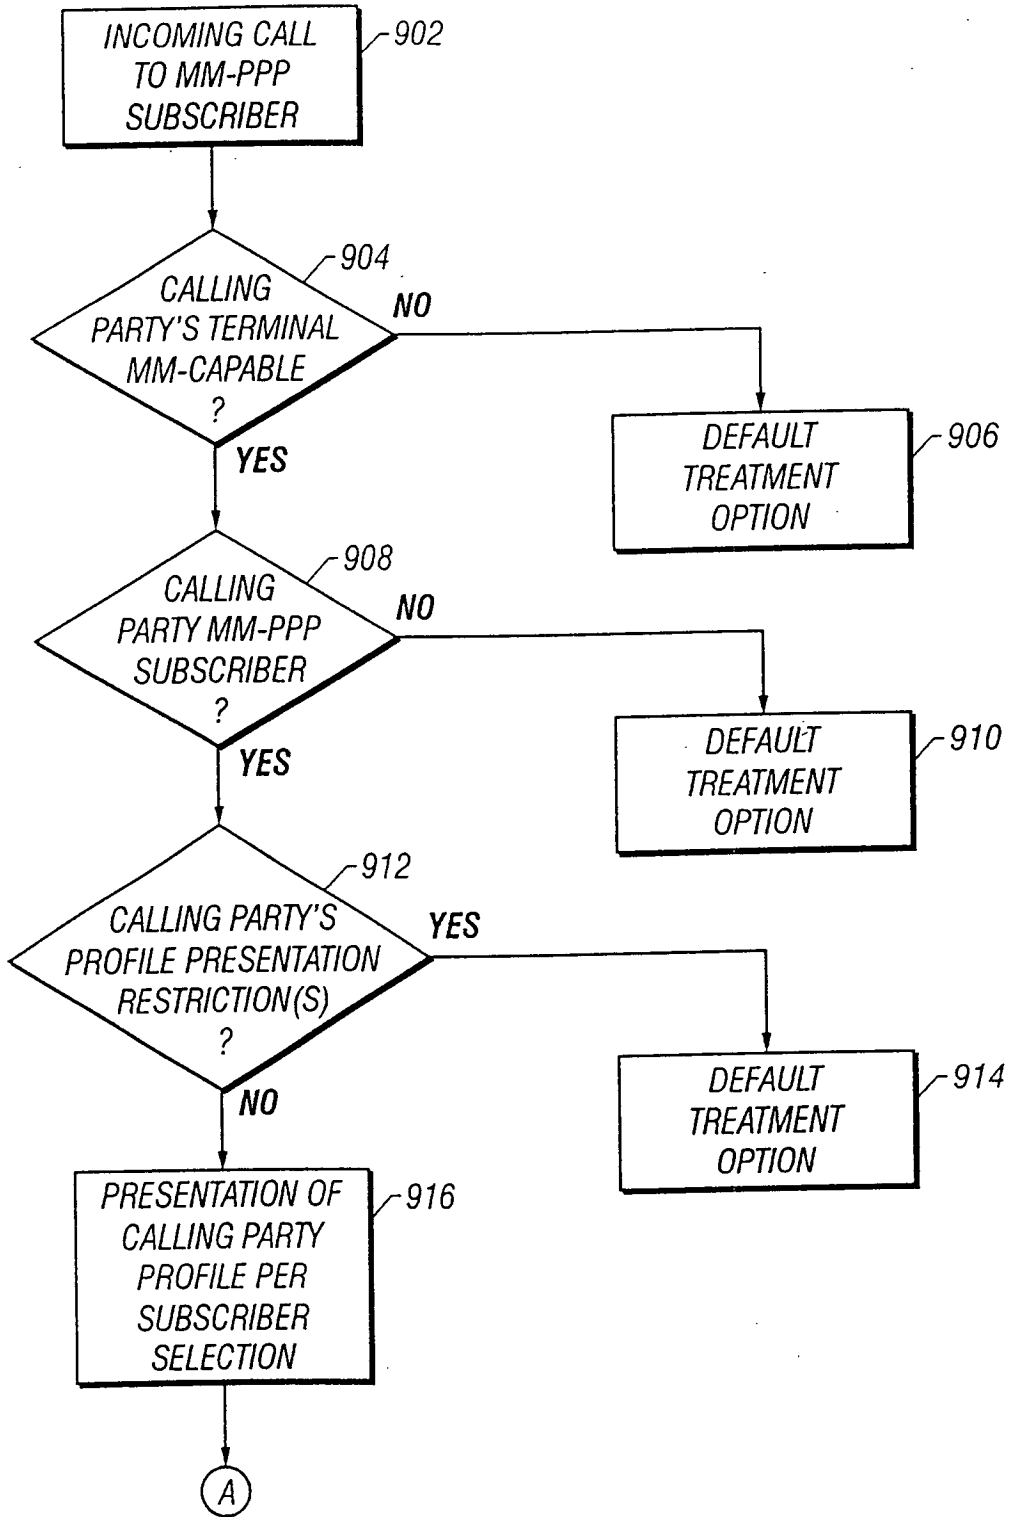 INCOMING CALL
TO MM-PPP
SUBSCRIBER
902
CALLING
PARTY'S TERMINAL
MM-CAPABLE
?
904
NO
YES
DEFAULT
TREATMENT
OPTION
906
CALLING
PARTY MM-PPP
SUBSCRIBER
?
908
NO
YES
DEFAULT
TREATMENT
OPTION
910
CALLING PARTY'S
PROFILE PRESENTATION
RESTRICTION(S)
?
912
YES
NO
DEFAULT
TREATMENT
OPTION
914
PRESENTATION OF
CALLING PARTY
PROFILE PER
SUBSCRIBER
SELECTION
916
A